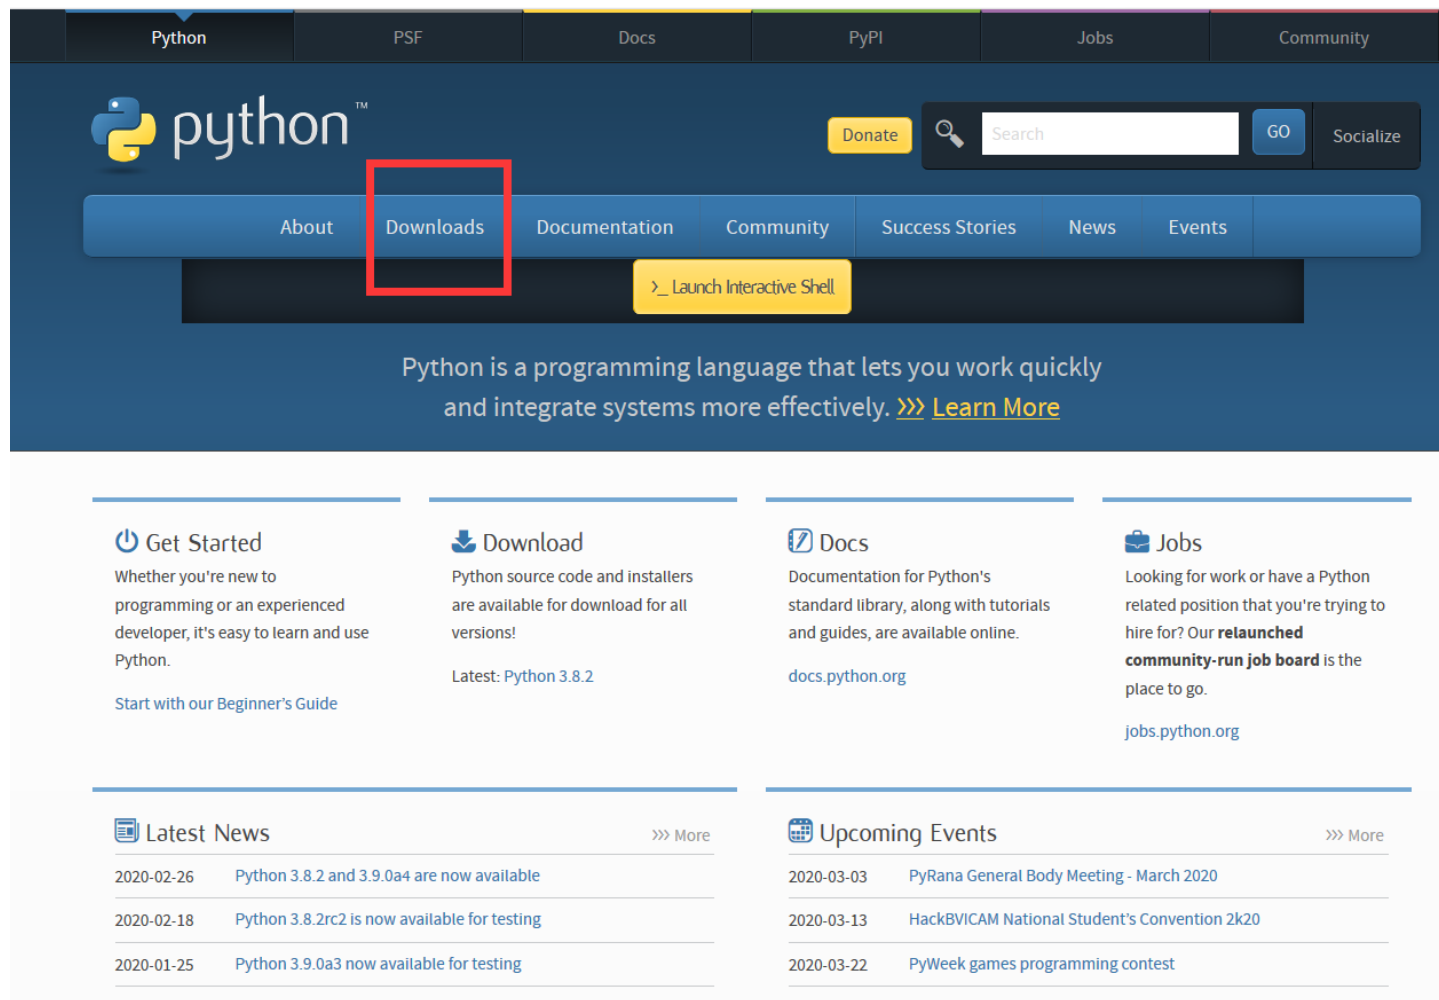 Python PSF Docs PyPI Jobs Community
python™
Donate Search GO Socialize
About Downloads Documentation Community Success Stories News Events
>_ Launch Interactive Shell
Python is a programming language that lets you work quickly
and integrate systems more effectively. >>> Learn More
Get Started
Whether you're new to
programming or an experienced
developer, it's easy to learn and use
Python.
Start with our Beginner's Guide
Download
Python source code and installers
are available for download for all
versions!
Latest: Python 3.8.2
Docs
Documentation for Python's
standard library, along with tutorials
and guides, are available online.
docs.python.org
Jobs
Looking for work or have a Python
related position that you're trying to
hire for? Our relaunched
community-run job board is the
place to go.
jobs.python.org
Latest News >>> More
2020-02-26 Python 3.8.2 and 3.9.0a4 are now available
2020-02-18 Python 3.8.2rc2 is now available for testing
2020-01-25 Python 3.9.0a3 now available for testing
Upcoming Events >>> More
2020-03-03 PyRana General Body Meeting - March 2020
2020-03-13 HackBVICAM National Student's Convention 2k20
2020-03-22 PyWeek games programming contest